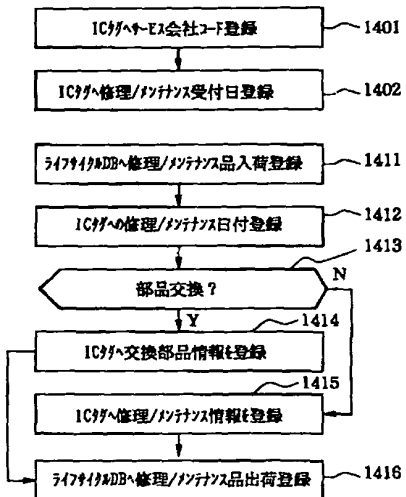 ICタグへサービス会社コード登録
1401
ICタグへ修理/メンテナンス受付日登録
1402
ライフサイクルDBへ修理/メンテナンス品入荷登録
1411
ICタグへの修理/メンテナンス日付登録
1412
1413
部品交換?
N
Y
1414
ICタグへ交換部品情報を登録
1415
ICタグへ修理/メンテナンス情報を登録
ライフサイクルDBへ修理/メンテナンス品出荷登録
1416